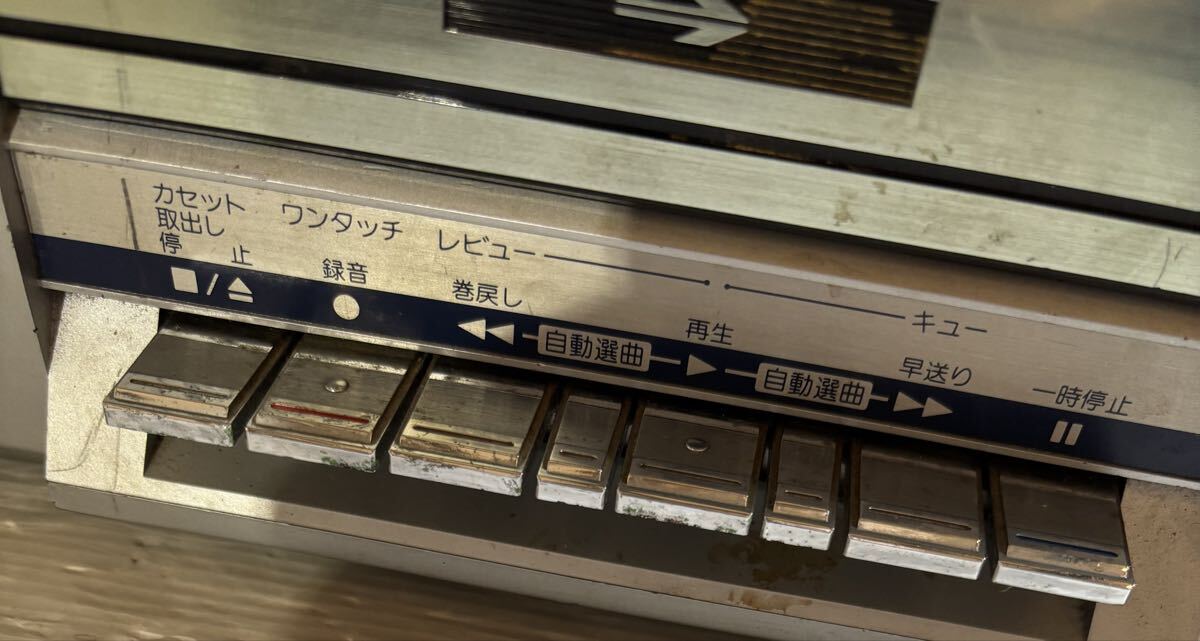 カセット
取出し
停 止
ワンタッチ
録音
レビュー
巻戻し
自動選曲
再生
自動選曲
キュー
早送り
一時停止